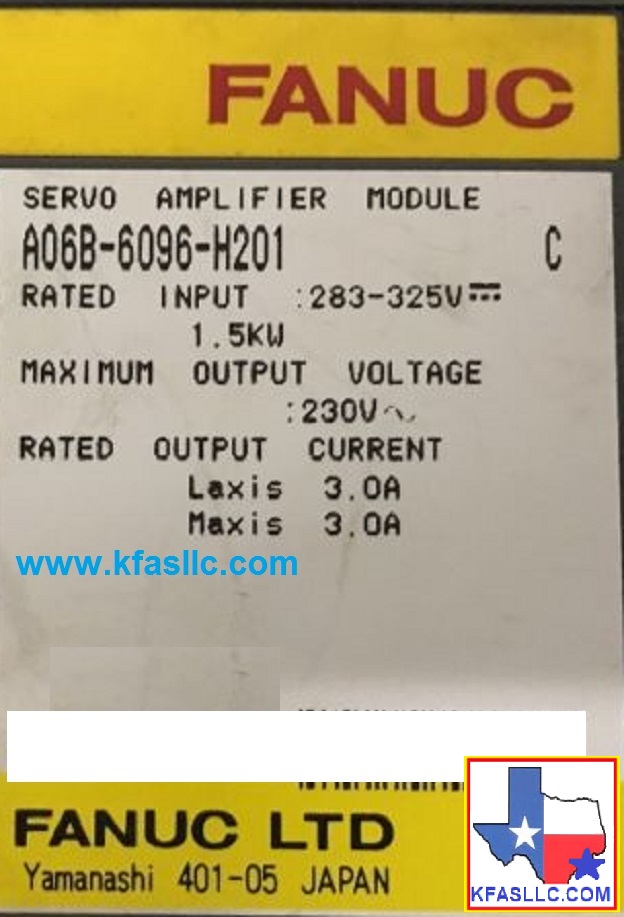 FANUC
SERVO AMPLIFIER MODULE
A06B-6096-H201 C
RATED INPUT :283-325V⎓
1.5KW
MAXIMUM OUTPUT VOLTAGE
:230V∿
RATED OUTPUT CURRENT
Laxis 3.0A
Maxis 3.0A
www.kfasllc.com
FANUC LTD
Yamanashi 401-05 JAPAN
KFASLLC.COM